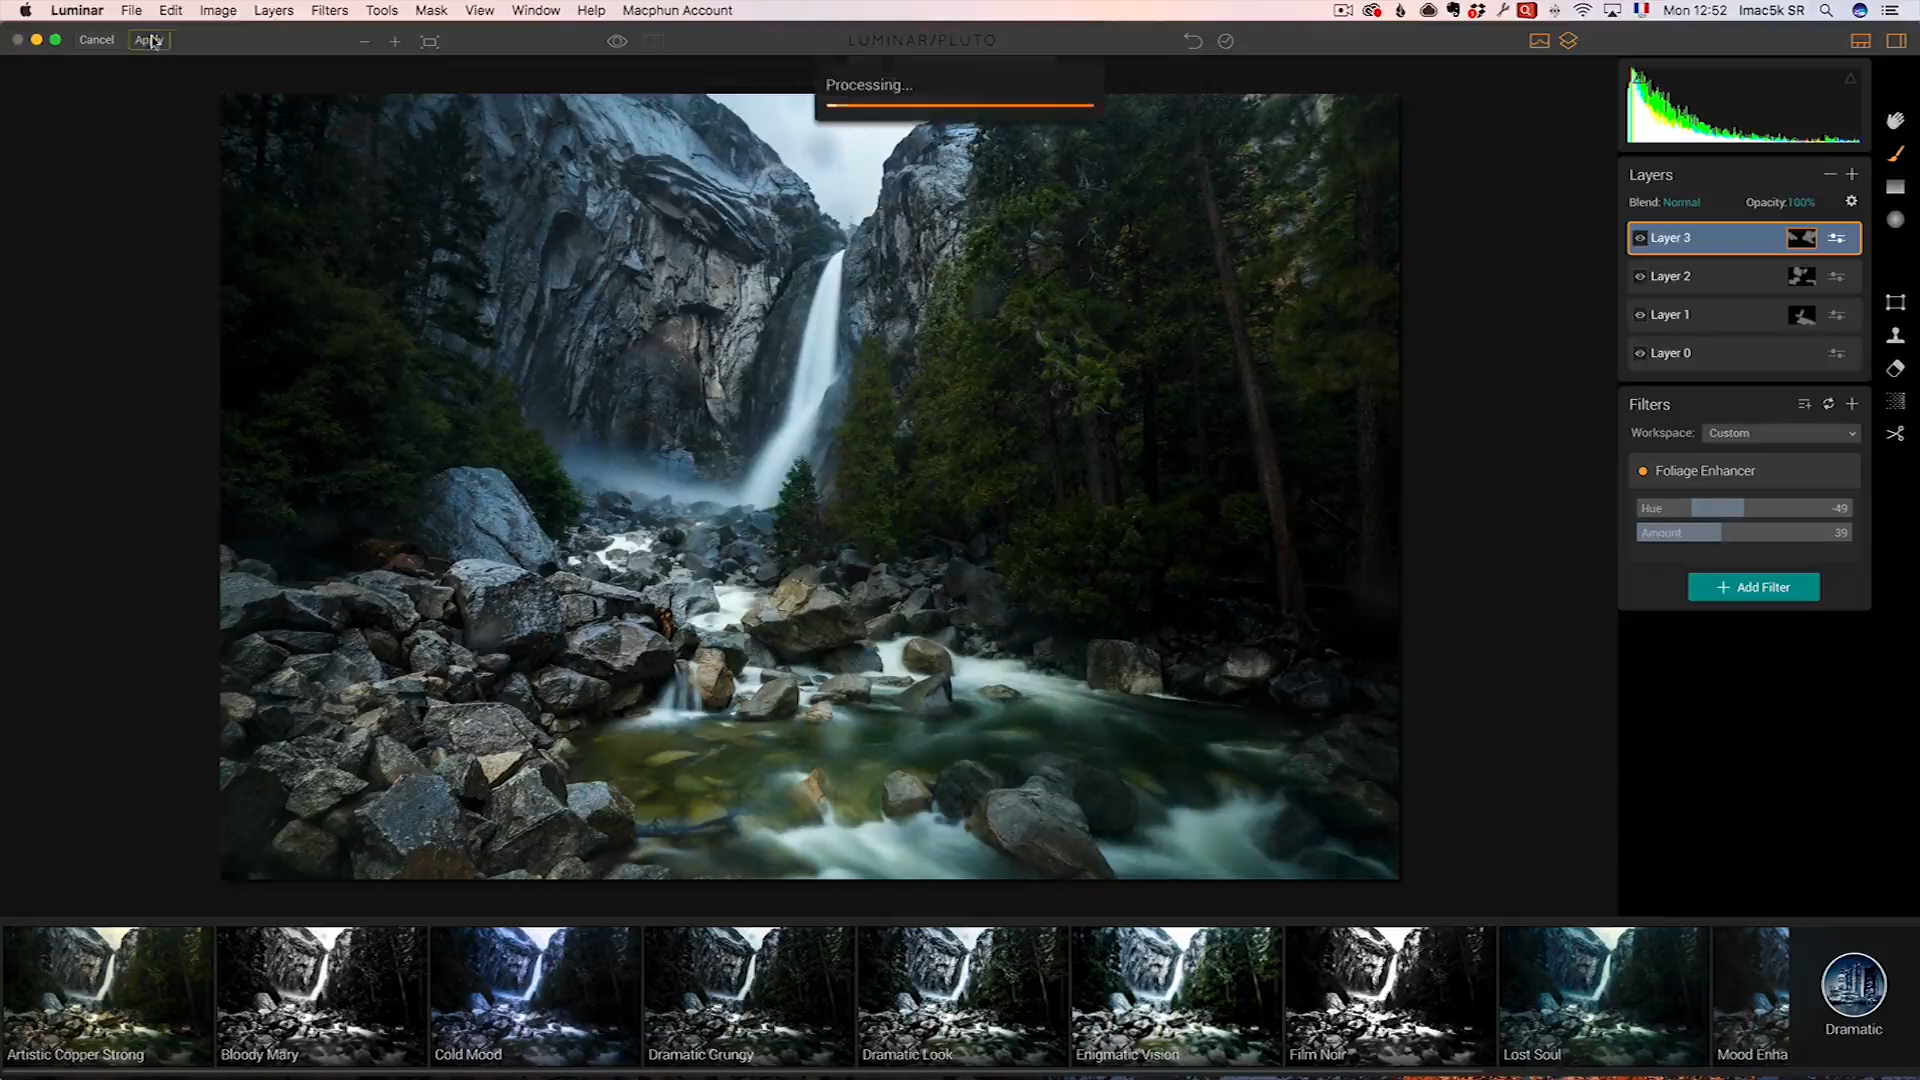 Luminar File Edit Image Layers Filters Tools Mask View Window Help Macphun Account Mon 12:52 Imac5k SR
Cancel Apply LUMINAR/PLUTO
Processing...
Layers
Blend: Normal Opacity:100%
Layer 3
Layer 2
Layer 1
Layer 0
Filters
Workspace: Custom
Foliage Enhancer
Hue -49
Amount 39
+ Add Filter
Artistic Copper Strong Bloody Mary Cold Mood Dramatic Grungy Dramatic Look Enigmatic Vision Film Noir Lost Soul Mood Enha
Dramatic